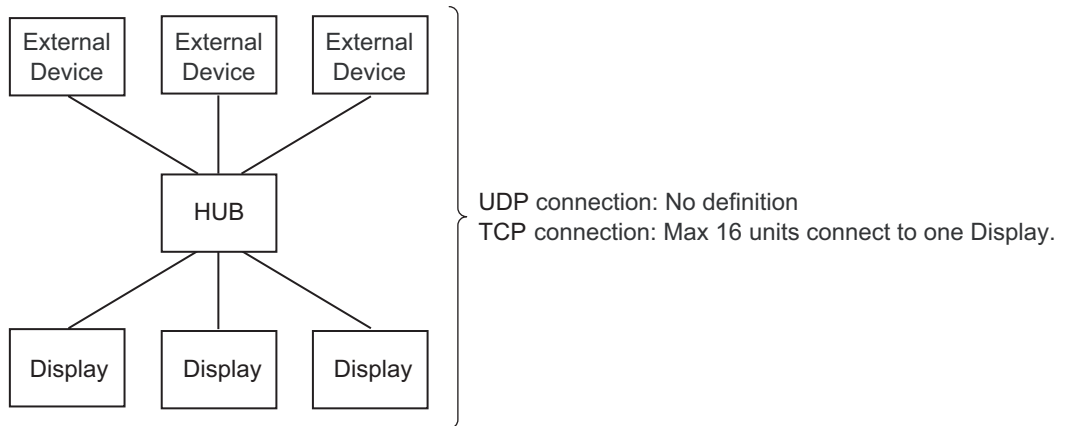 External
Device
External
Device
External
Device
HUB
UDP connection: No definition
TCP connection: Max 16 units connect to one Display.
Display
Display
Display